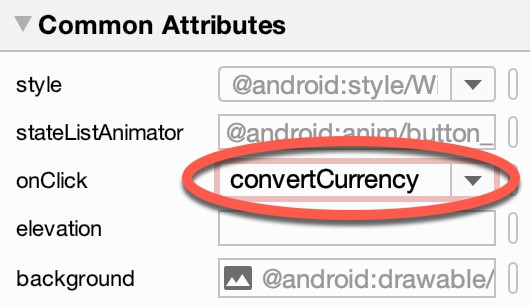 Common Attributes
style @android:style/Wi
stateListAnimator @android:anim/button_
onClick convertCurrency
elevation
background @android:drawable/